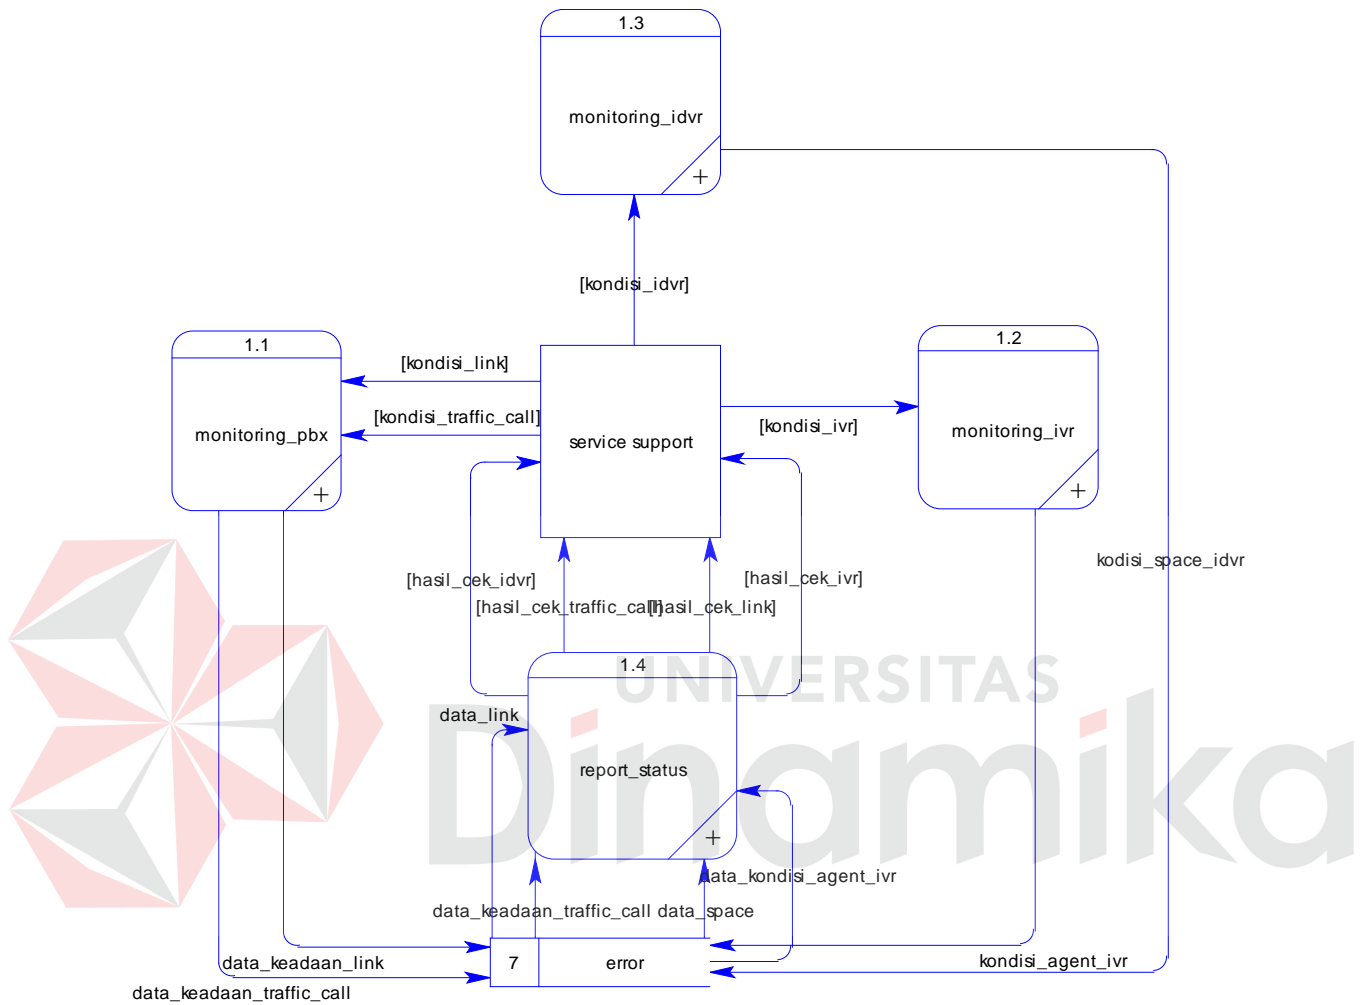 1.3
monitoring_idvr
+
[kondisi_idvr]
1.1
monitoring_pbx
+
[kondisi_link]
[kondisi_traffic_call]
service support
[kondisi_ivr]
1.2
monitoring_ivr
+
kodisi_space_idvr
[hasil_cek_idvr]
[hasil_cek_traffic_call]
[hasil_cek_link]
[hasil_cek_ivr]
1.4
report_status
+
UNIVERSITAS
Dinamika
data_link
data_kondisi_agent_ivr
data_keadaan_traffic_call
data_space
7
error
data_keadaan_link
data_keadaan_traffic_call
kondisi_agent_ivr